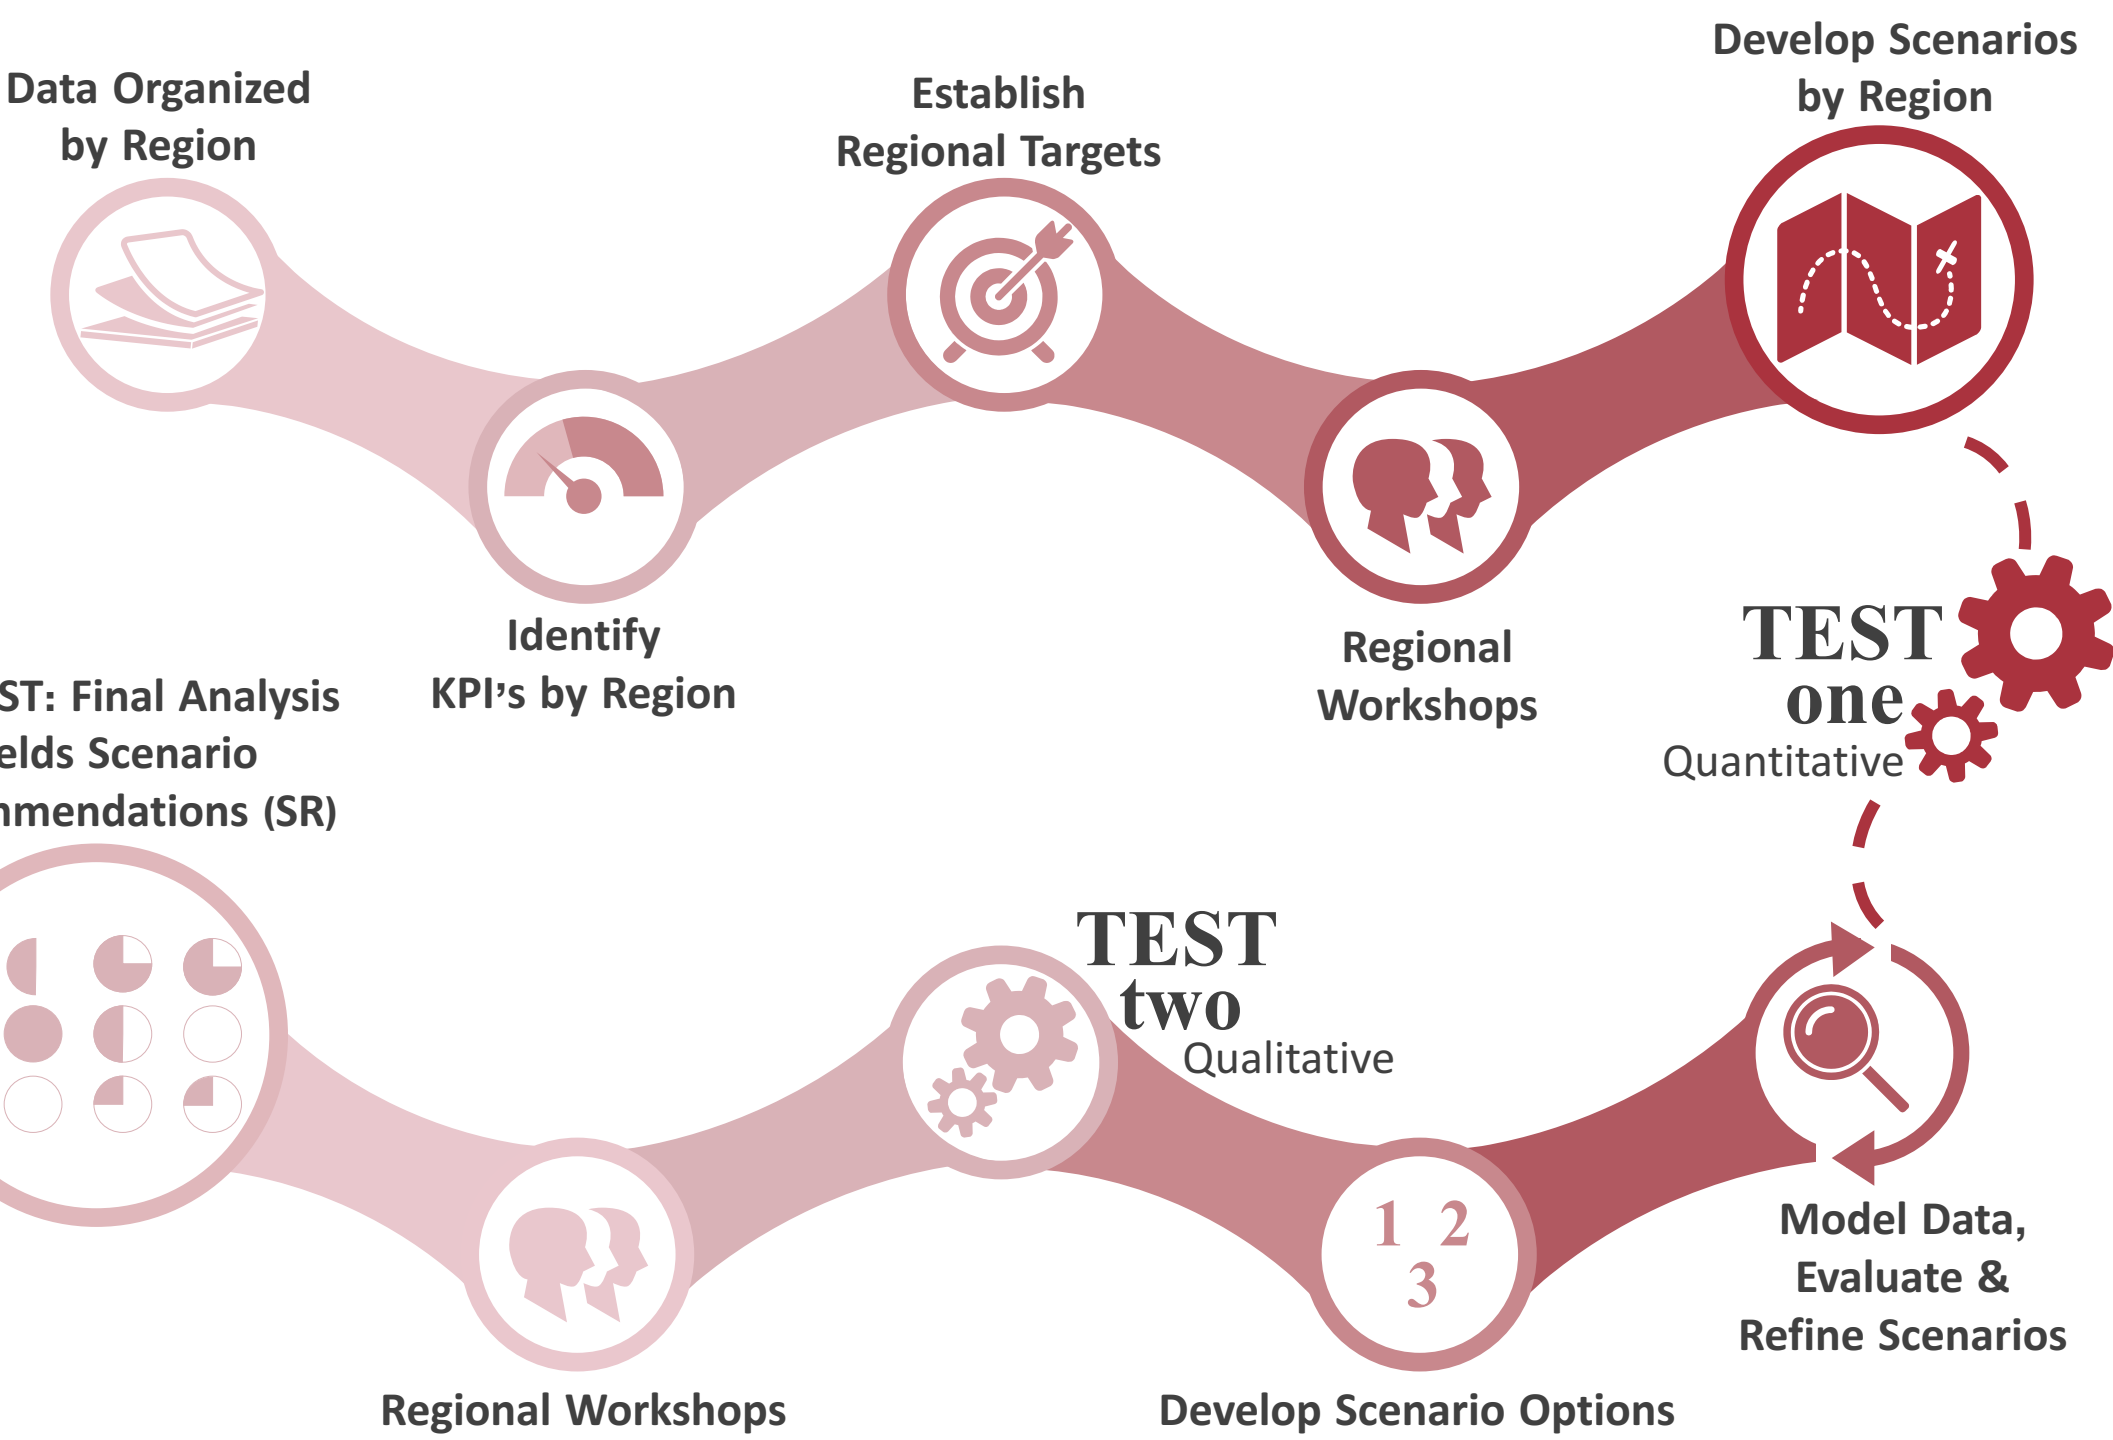 Data Organized
by Region
Identify
KPI's by Region
Establish
Regional Targets
Regional
Workshops
Develop Scenarios
by Region
TEST
one
Quantitative
Model Data,
Evaluate &
Refine Scenarios
1 2
3
Develop Scenario Options
TEST
two
Qualitative
Regional Workshops
ST: Final Analysis
elds Scenario
mmendations (SR)